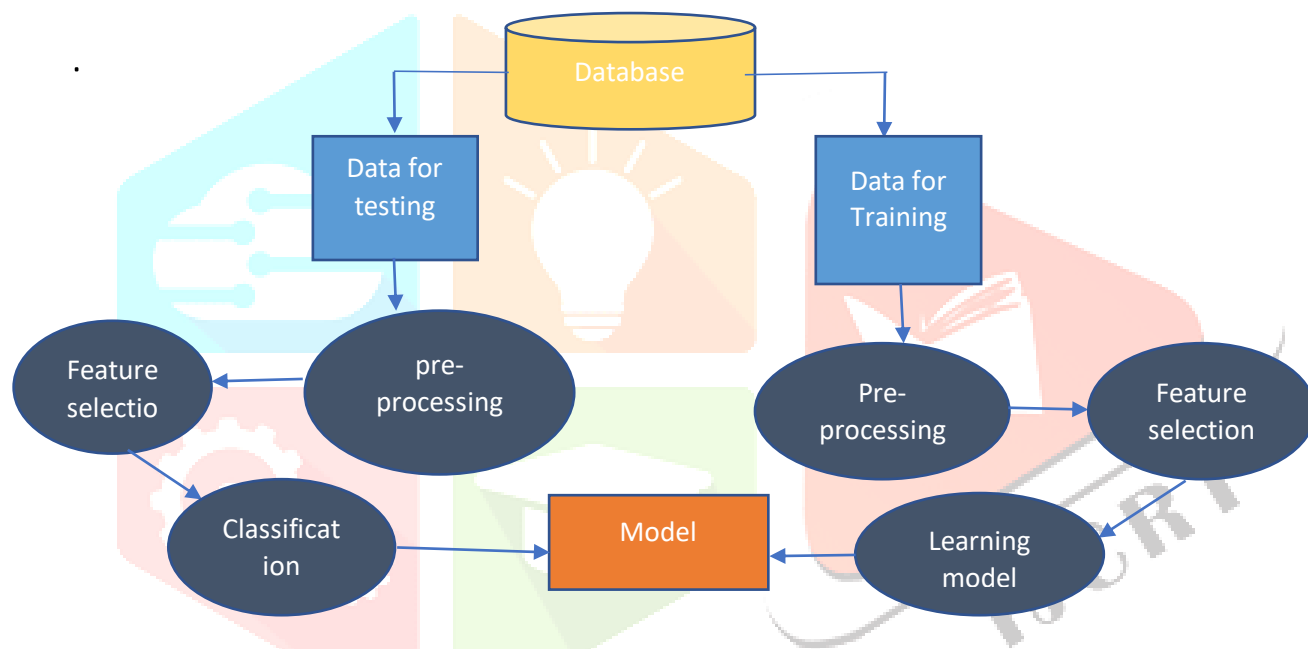 .
Database
Data for
testing
Data for
Training
pre-
processing
Feature
selectio
Pre-
processing
Feature
selection
Classificat
ion
Model
Learning
model
IJCRT